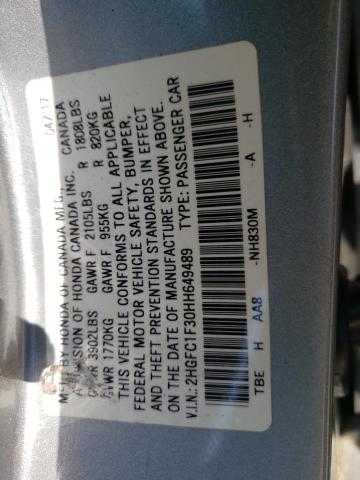 04/17
MFD BY HONDA OF CANADA MFG., CANADA
A DIVISION OF HONDA CANADA INC.
GVWR 3902LBS GAWR F 2105LBS R 1808LBS
GVWR 1770KG GAWR F 955KG R 820KG
THIS VEHICLE CONFORMS TO ALL APPLICABLE
FEDERAL MOTOR VEHICLE SAFETY, BUMPER,
AND THEFT PREVENTION STANDARDS IN EFFECT
ON THE DATE OF MANUFACTURE SHOWN ABOVE.
V.I.N.: 2HGFC1F30HH649489 TYPE: PASSENGER CAR
TBE H AA8 -NH830M -A -H